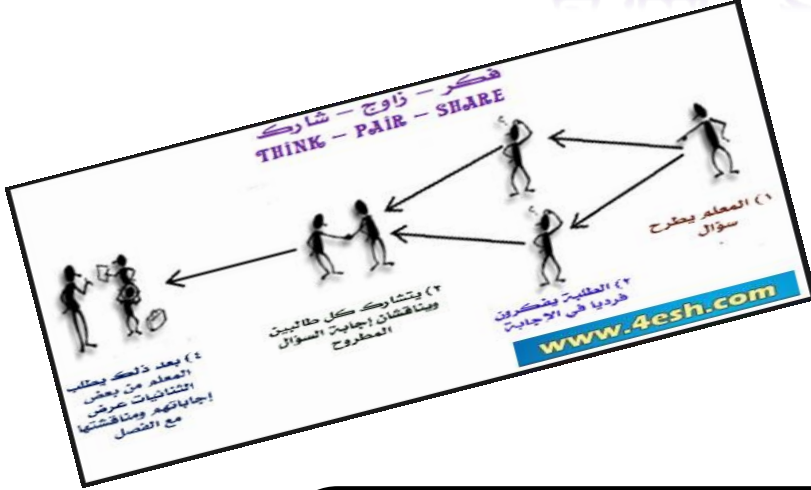 فكر – زاوج – شارك
THINK – PAIR – SHARE
١) المعلم يطرح
سؤال
٢) الطلبة يفكرون
فرديا في الاجابة
٣) يتشارك كل طالبين
ويناقشان إجابة السؤال
المطروح
٤) بعد ذلك يطلب
المعلم من بعض
الثنائيات عرض
إجاباتهم ومناقشتها
مع الفصل
www.4esh.com